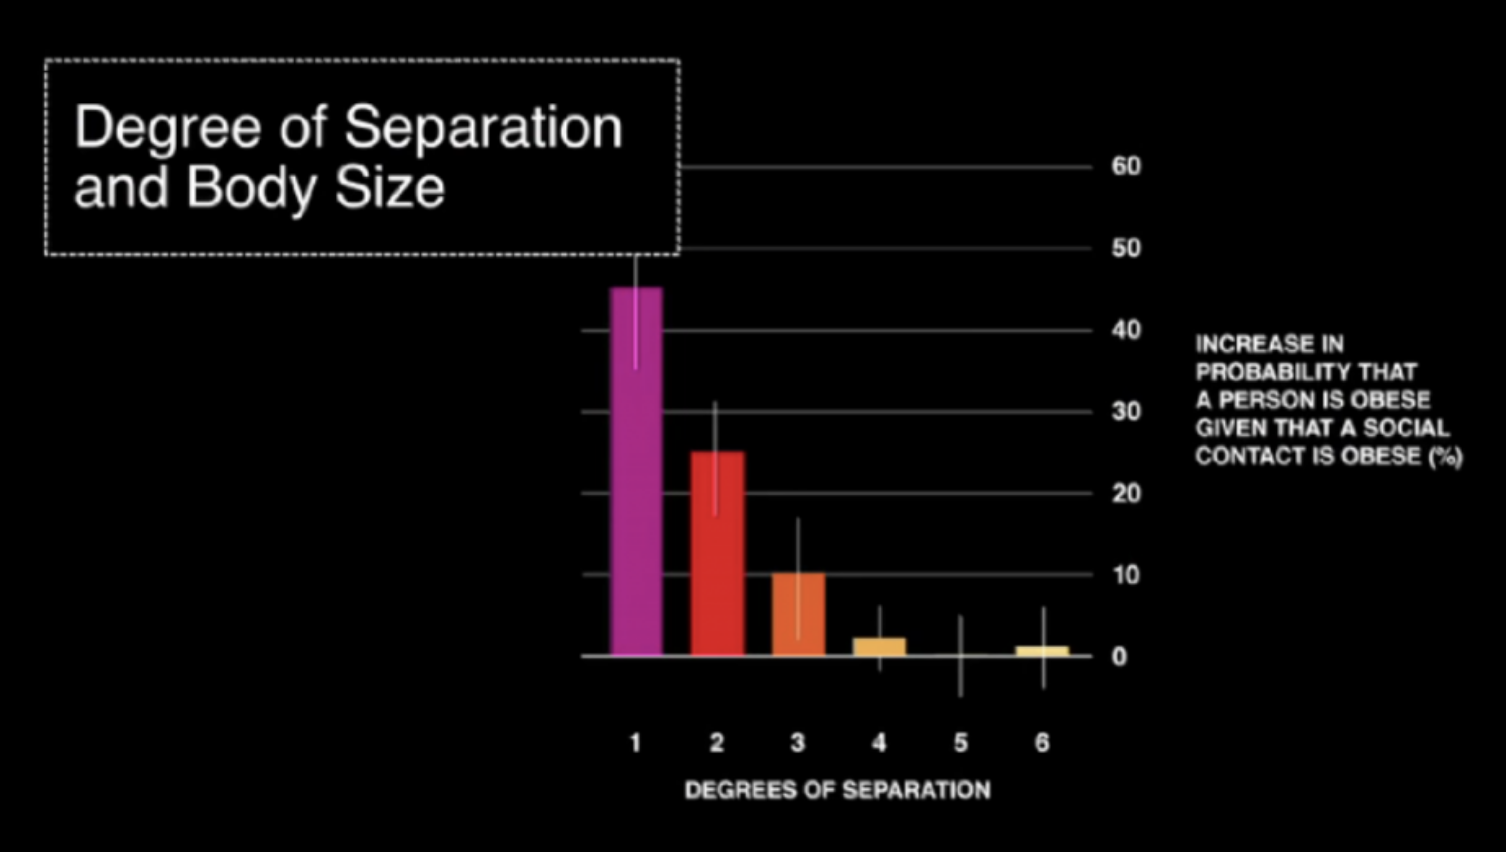 Degree of Separation
and Body Size
60
50
40
30
20
10
0
INCREASE IN
PROBABILITY THAT
A PERSON IS OBESE
GIVEN THAT A SOCIAL
CONTACT IS OBESE (%)
1 2 3 4 5 6
DEGREES OF SEPARATION